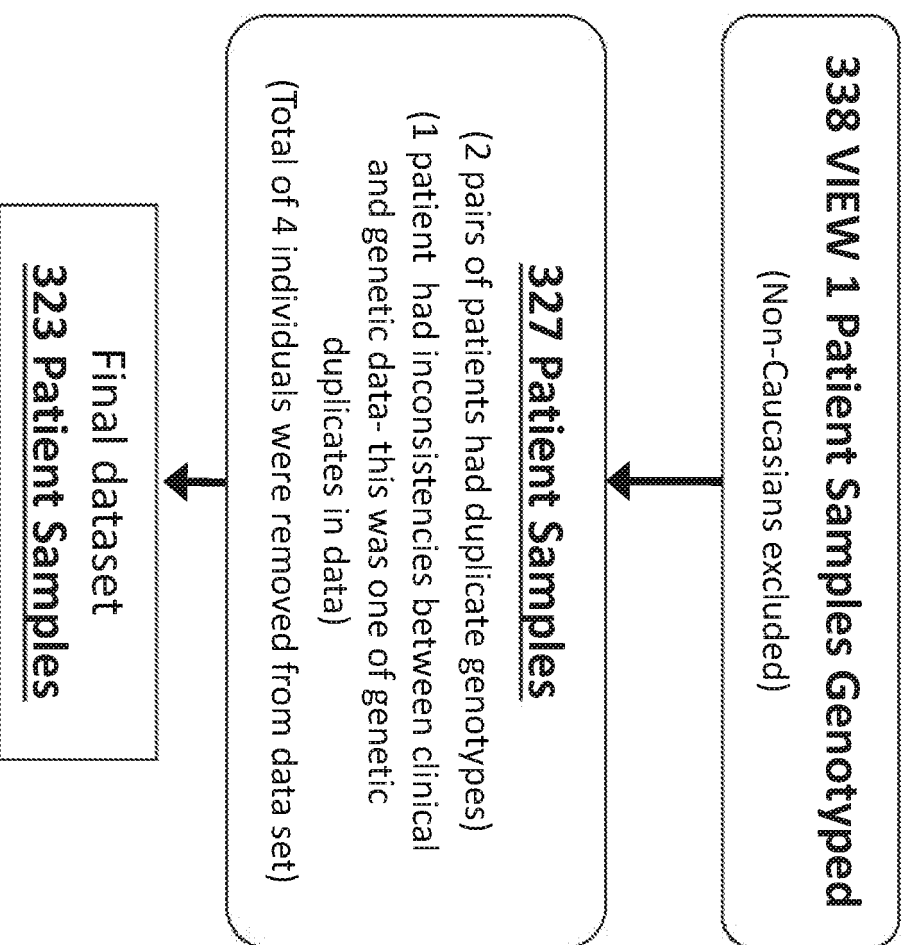 338 VIEW 1 Patient Samples Genotyped
(Non-Caucasians excluded)
327 Patient Samples
(2 pairs of patients had duplicate genotypes)
(1 patient had inconsistencies between clinical
and genetic data- this was one of genetic
duplicates in data)
(Total of 4 individuals were removed from data set)
Final dataset
323 Patient Samples